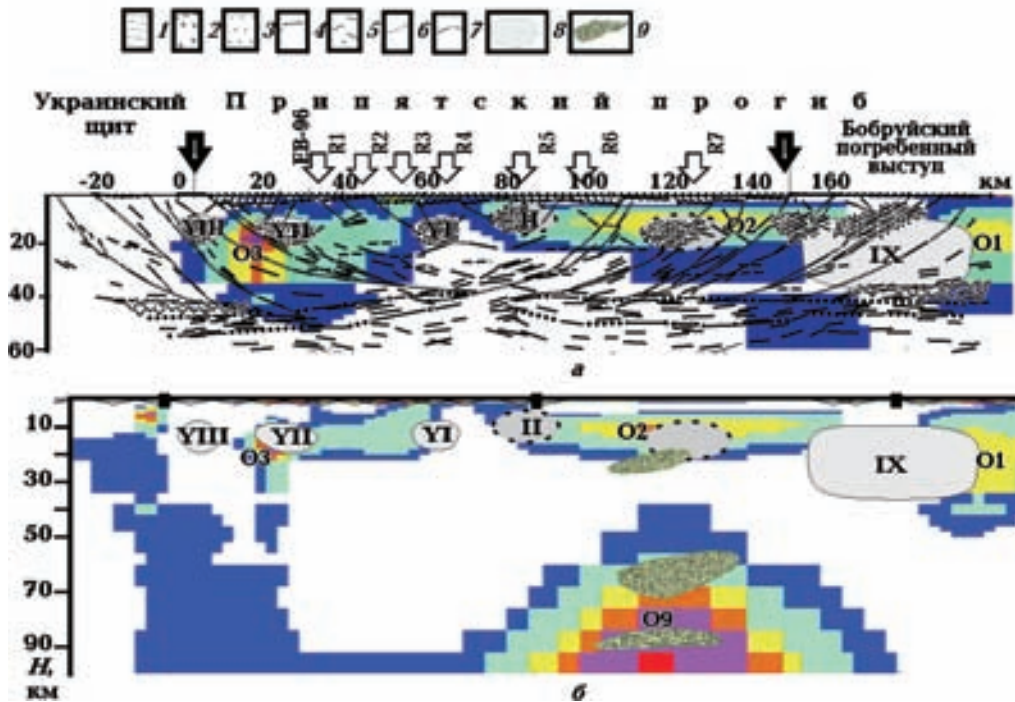 1 2 3 4 5 6 7 8 9
Украинский щит
Припятский прогиб
Бобруйский погребенный выступ
EB-96 R1 R2 R3 R4 R5 R6 R7
-20 0 20 40 60 80 100 120 140 160 км
I I
20
40
60
YIII YII YI II O2 IX O1
O3
а
10
30
50
70
90
H, км
YIII YII YI II O2 IX O1
O3
O9
б